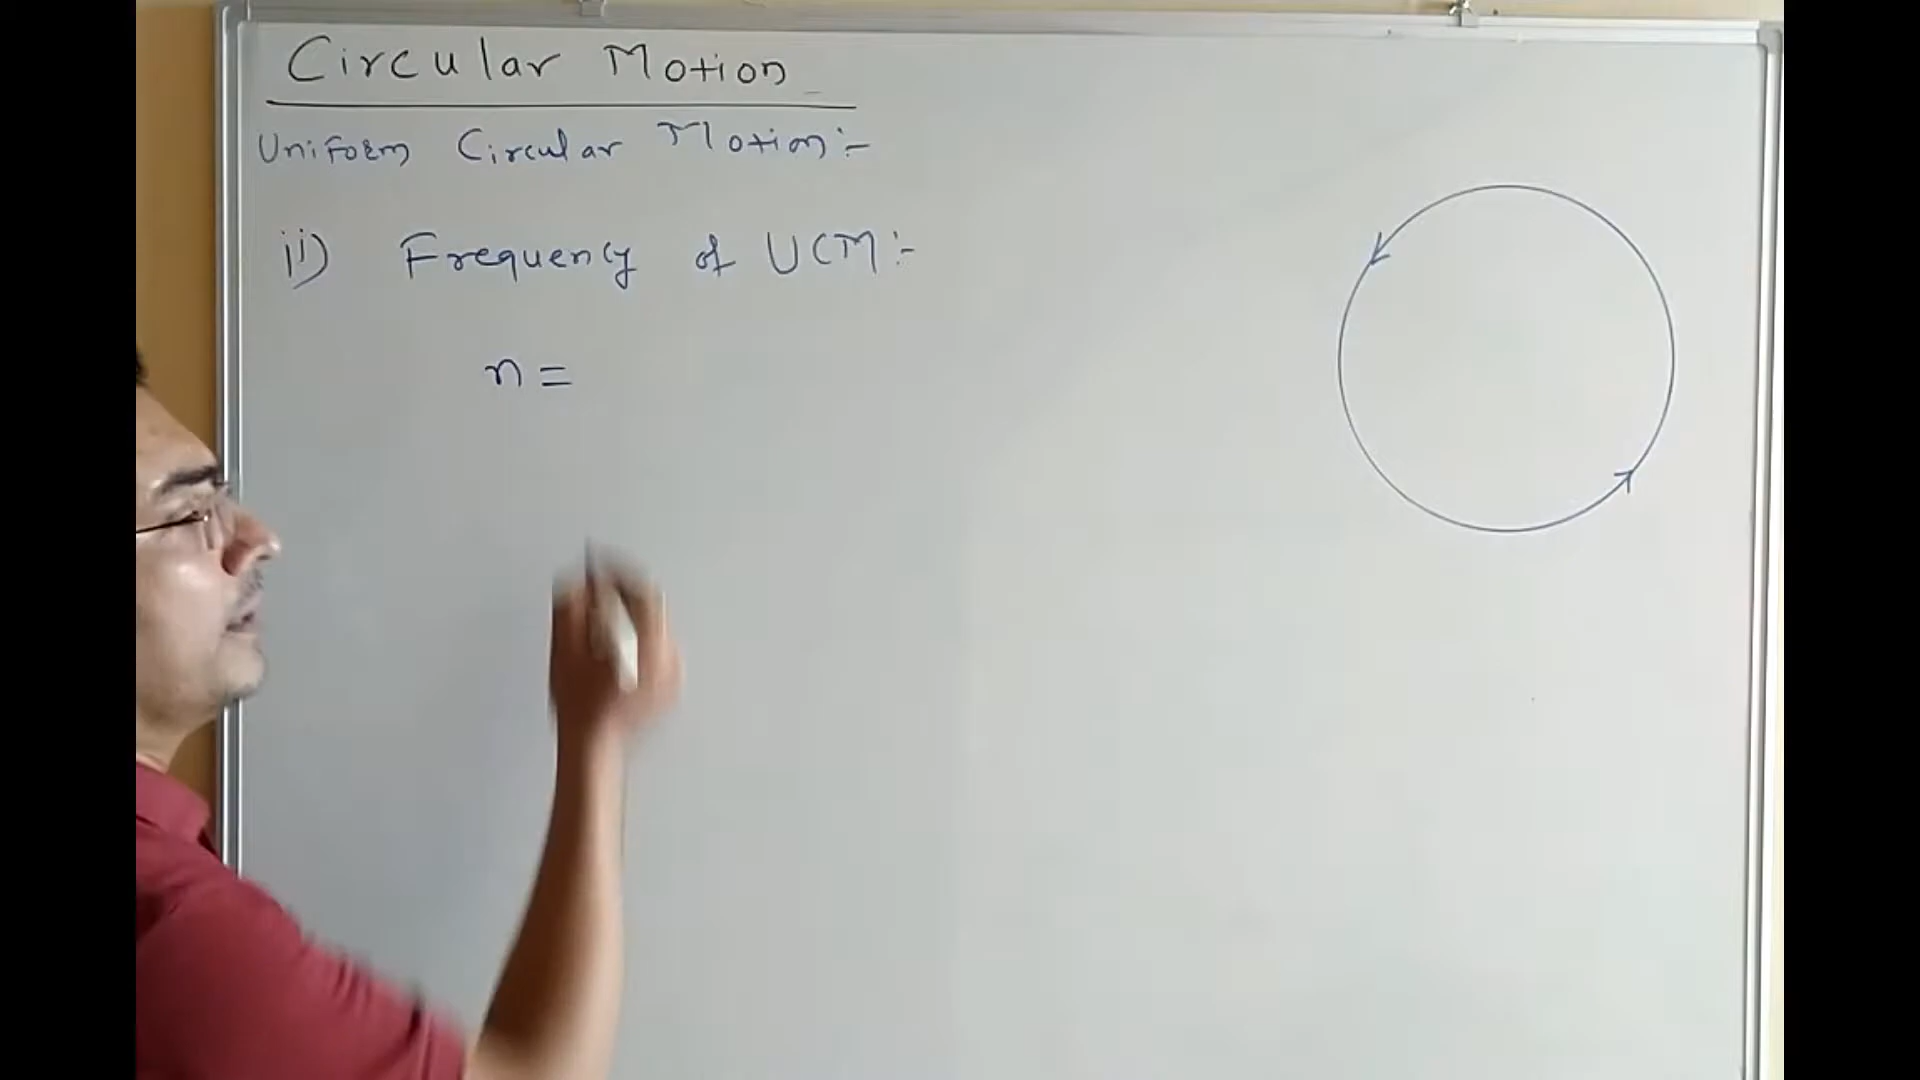 Circular Motion
Uniform Circular Motion:-
ii) Frequency of UCM:-
n=